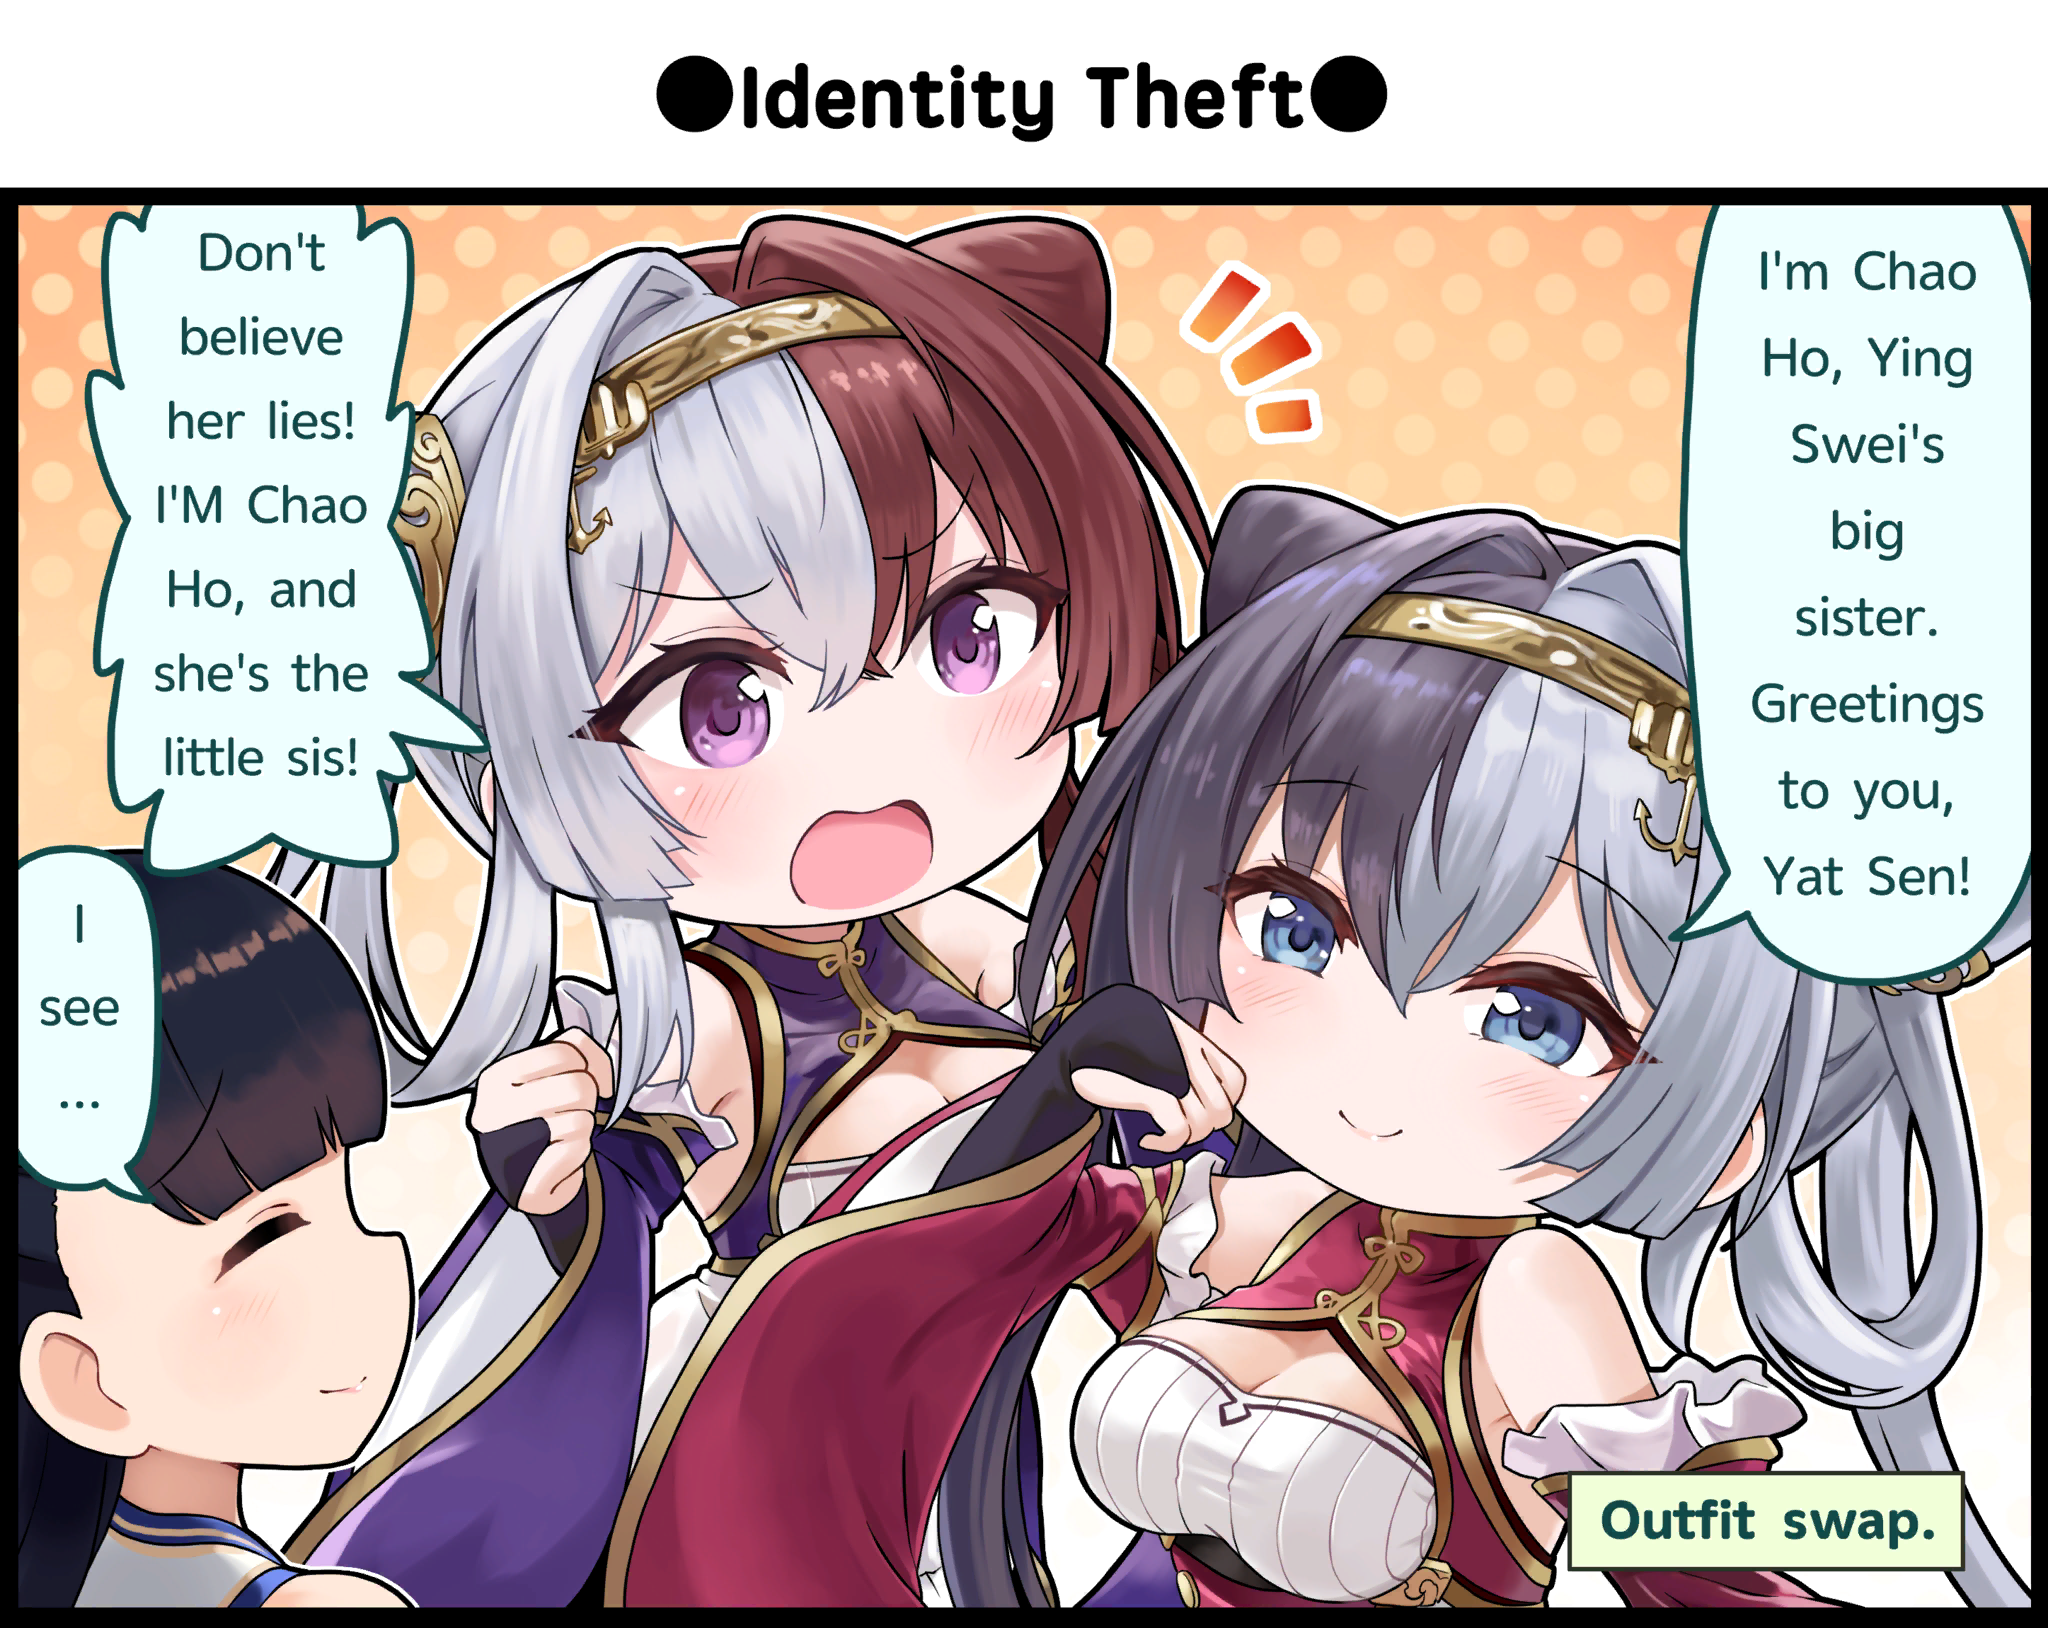 ●Identity Theft●
I'm Chao
Ho, Ying
Swei's
big
sister.
Greetings
to you,
Yat Sen!
Don't
believe
her lies!
I'M Chao
Ho, and
she's the
little sis!
I
see
...
Outfit swap.